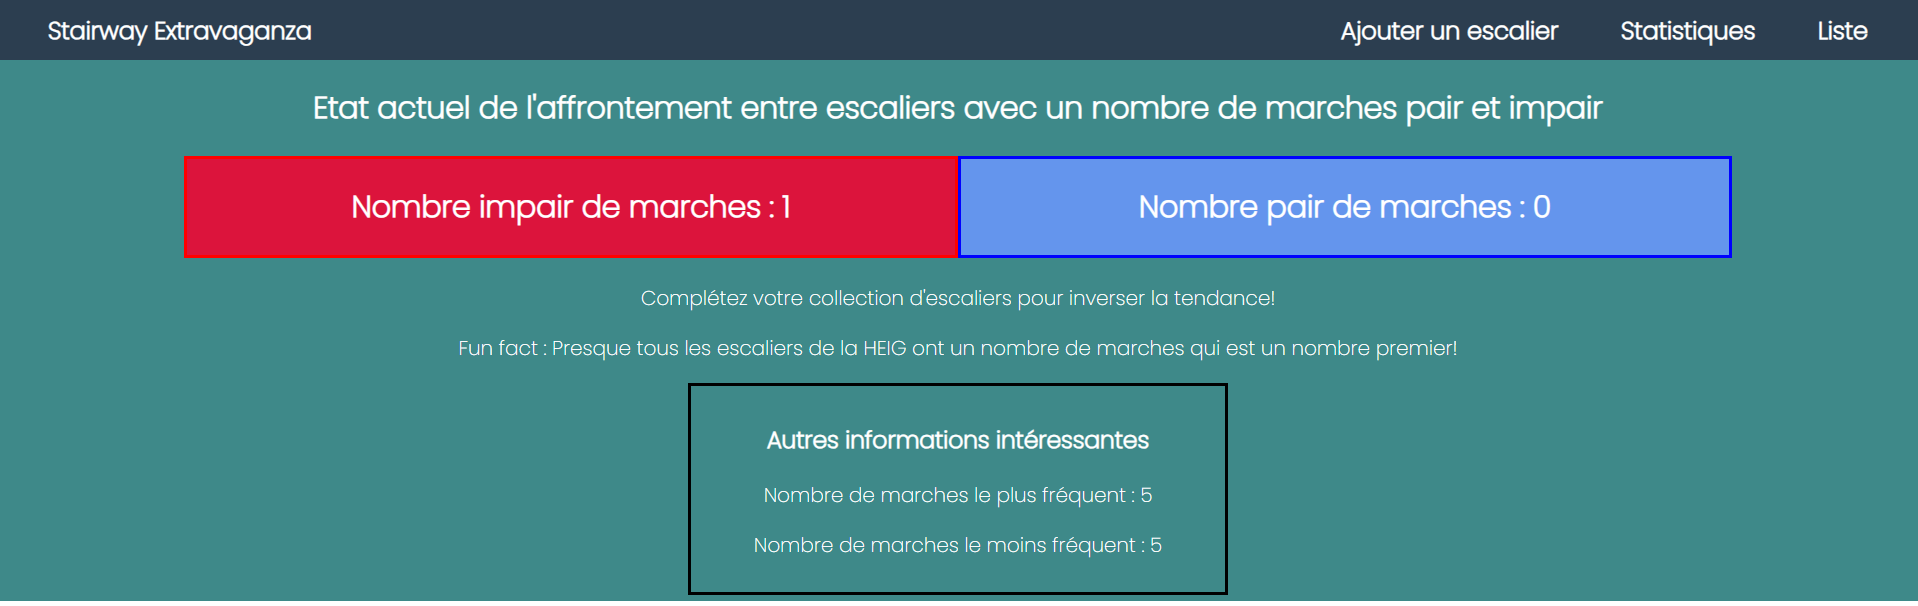 Stairway Extravaganza
Ajouter un escalier
Statistiques
Liste
Etat actuel de l'affrontement entre escaliers avec un nombre de marches pair et impair
Nombre impair de marches : 1
Nombre pair de marches : 0
Complétez votre collection d'escaliers pour inverser la tendance!
Fun fact : Presque tous les escaliers de la HEIG ont un nombre de marches qui est un nombre premier!
Autres informations intéressantes
Nombre de marches le plus fréquent : 5
Nombre de marches le moins fréquent : 5